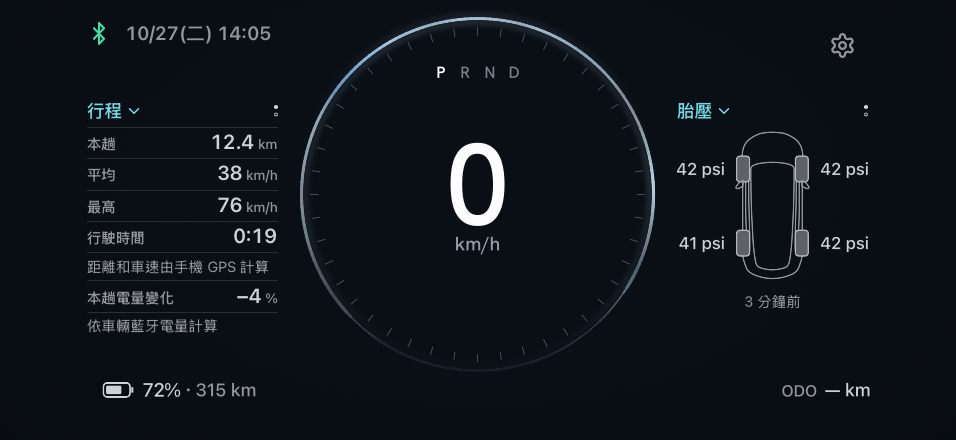 10/27(二) 14:05
P R N D
行程
本趟 12.4 km
平均 38 km/h
最高 76 km/h
行駛時間 0:19
距離和車速由手機 GPS 計算
本趟電量變化 −4 %
依車輛藍牙電量計算
0
km/h
胎壓
42 psi 42 psi
41 psi 42 psi
3 分鐘前
72% · 315 km
ODO — km